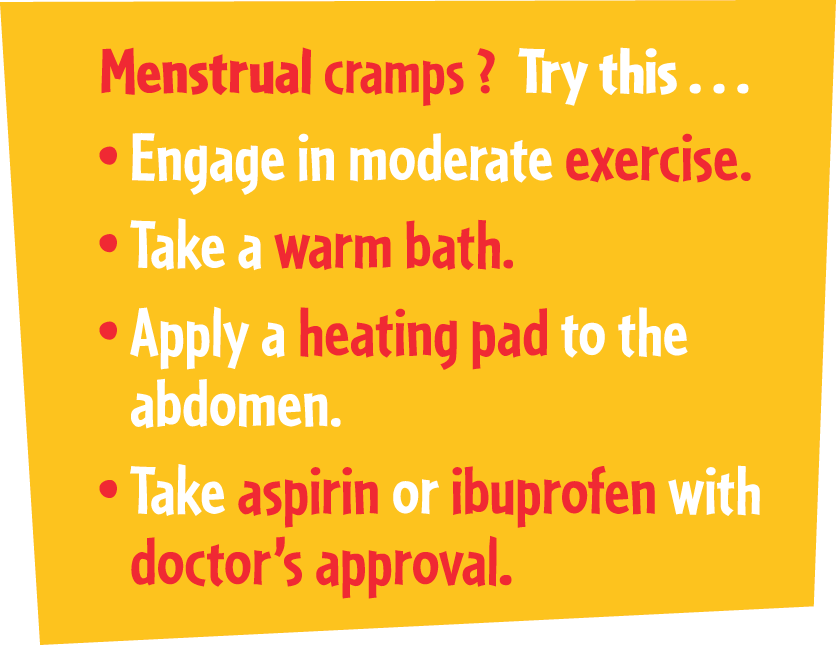 Menstrual cramps ? Try this . . .
• Engage in moderate exercise.
• Take a warm bath.
• Apply a heating pad to the
abdomen.
• Take aspirin or ibuprofen with
doctor’s approval.